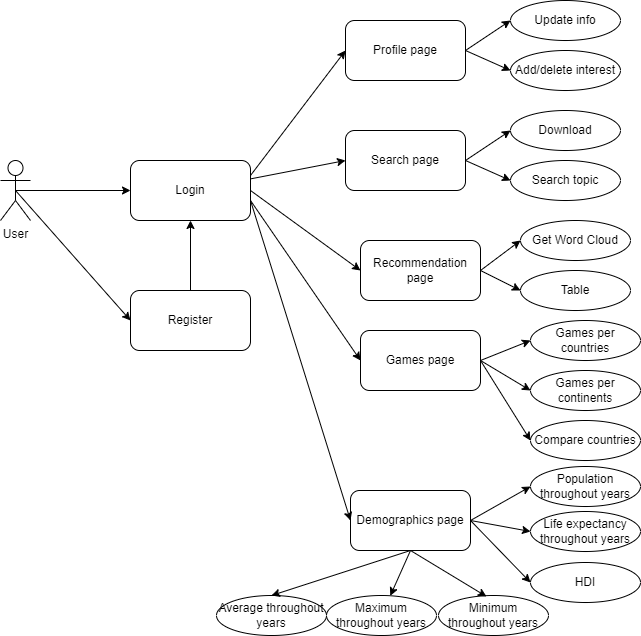 Update info
Profile page
Add/delete interest
Download
Search page
Search topic
Login
User
Get Word Cloud
Recommendation
page
Table
Register
Games per
countries
Games page
Games per
continents
Compare countries
Population
throughout years
Demographics page
Life expectancy
throughout years
HDI
Average throughout
years
Maximum
throughout years
Minimum
throughout years